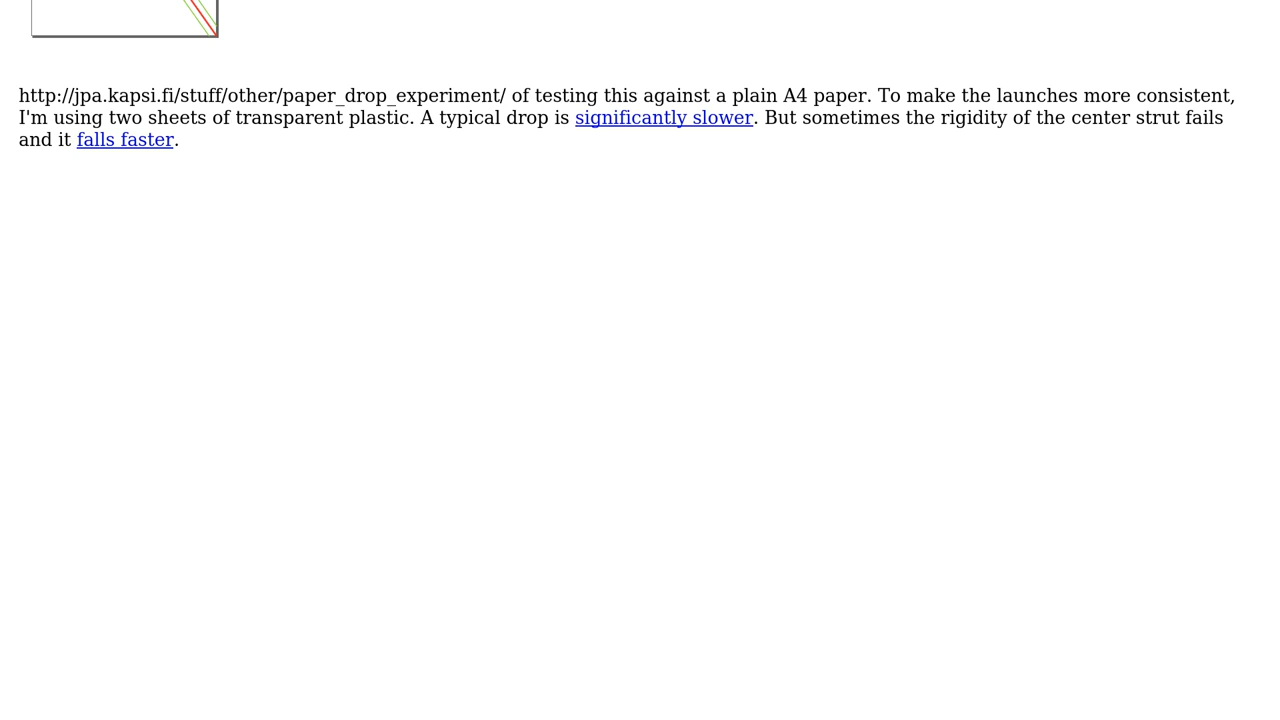 http://jpa.kapsi.fi/stuff/other/paper_drop_experiment/ of testing this against a plain A4 paper. To make the launches more consistent,
I'm using two sheets of transparent plastic. A typical drop is significantly slower. But sometimes the rigidity of the center strut fails
and it falls faster.